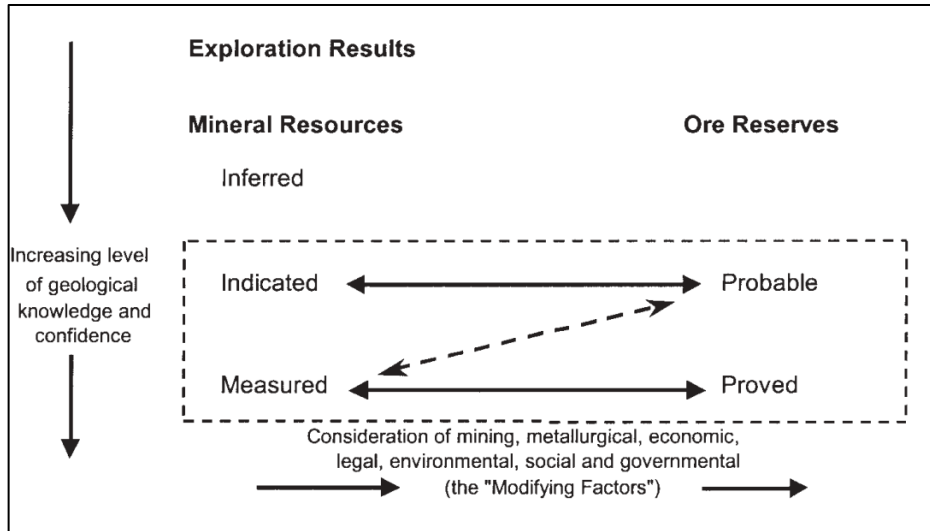 Exploration Results
Mineral Resources
Ore Reserves
Inferred
Increasing level
of geological
knowledge and
confidence
Indicated
Probable
Measured
Proved
Consideration of mining, metallurgical, economic,
legal, environmental, social and governmental
(the "Modifying Factors")